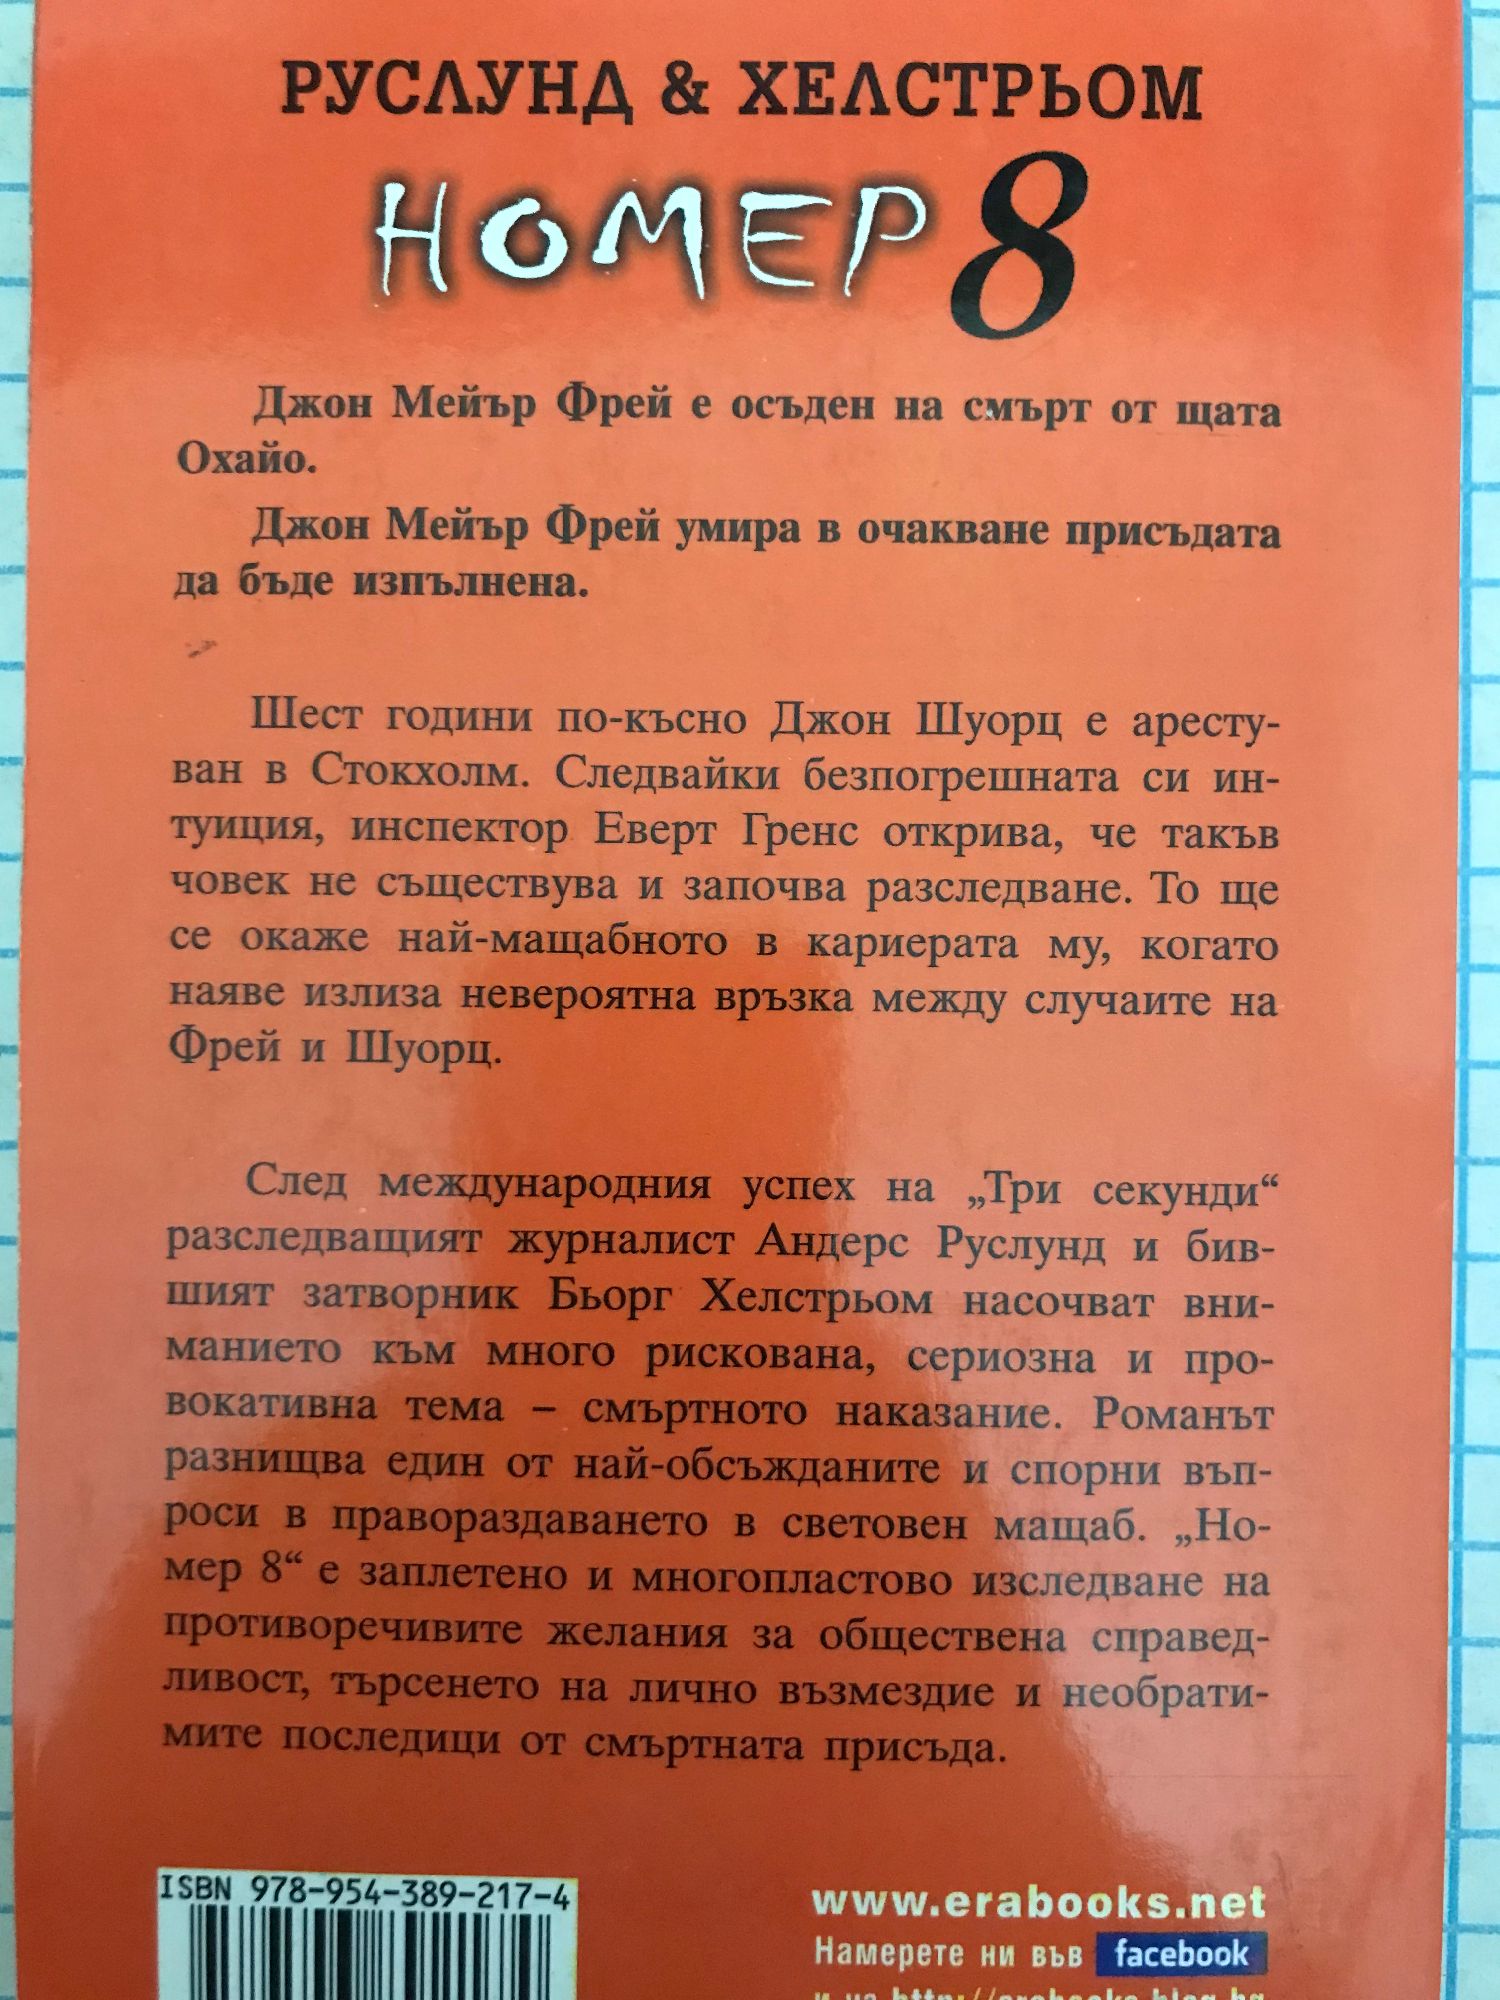 РУСЛУНД & ХЕЛСТРЬОМ
НОМЕР 8
Джон Мейър Фрей е осъден на смърт от щата
Охайо.
Джон Мейър Фрей умира в очакване присъдата
да бъде изпълнена.
Шест години по-късно Джон Шуорц е аресту-
ван в Стокхолм. Следвайки безпогрешната си ин-
туиция, инспектор Еверт Гренс открива, че такъв
човек не съществува и започва разследване. То ще
се окаже най-мащабното в кариерата му, когато
наяве излиза невероятна връзка между случаите на
Фрей и Шуорц.
След международния успех на „Три секунди“
разследващият журналист Андерс Руслунд и бив-
шият затворник Бьорг Хелстрьом насочват вни-
манието към много рискована, сериозна и про-
вокативна тема – смъртното наказание. Романът
разнищва един от най-обсъжданите и спорни въп-
роси в правораздаването в световен мащаб. „Но-
мер 8“ е заплетено и многопластово изследване на
противоречивите желания за обществена справед-
ливост, търсенето на лично възмездие и необрати-
мите последици от смъртната присъда.
ISBN 978-954-389-217-4
www.erabooks.net
Намерете ни във facebook
и на http://erabooks.blog.bg